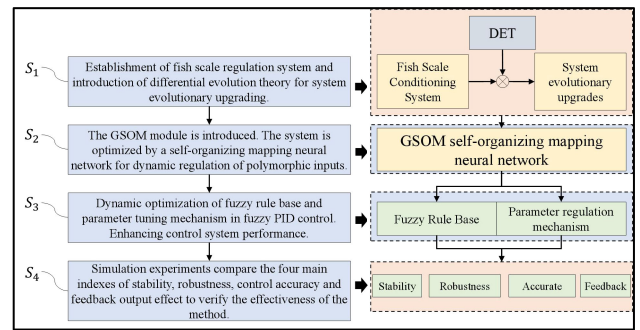 S1
Establishment of fish scale regulation system and
introduction of differential evolution theory for system
evolutionary upgrading.
DET
Fish Scale
Conditioning
System
System
evolutionary
upgrades
S2
The GSOM module is introduced. The system is
optimized by a self-organizing mapping neural
network for dynamic regulation of polymorphic inputs.
GSOM self-organizing mapping
neural network
S3
Dynamic optimization of fuzzy rule base and
parameter tuning mechanism in fuzzy PID control.
Enhancing control system performance.
Fuzzy Rule Base
Parameter regulation
mechanism
S4
Simulation experiments compare the four main
indexes of stability, robustness, control accuracy and
feedback output effect to verify the effectiveness of the
method.
Stability
Robustness
Accurate
Feedback